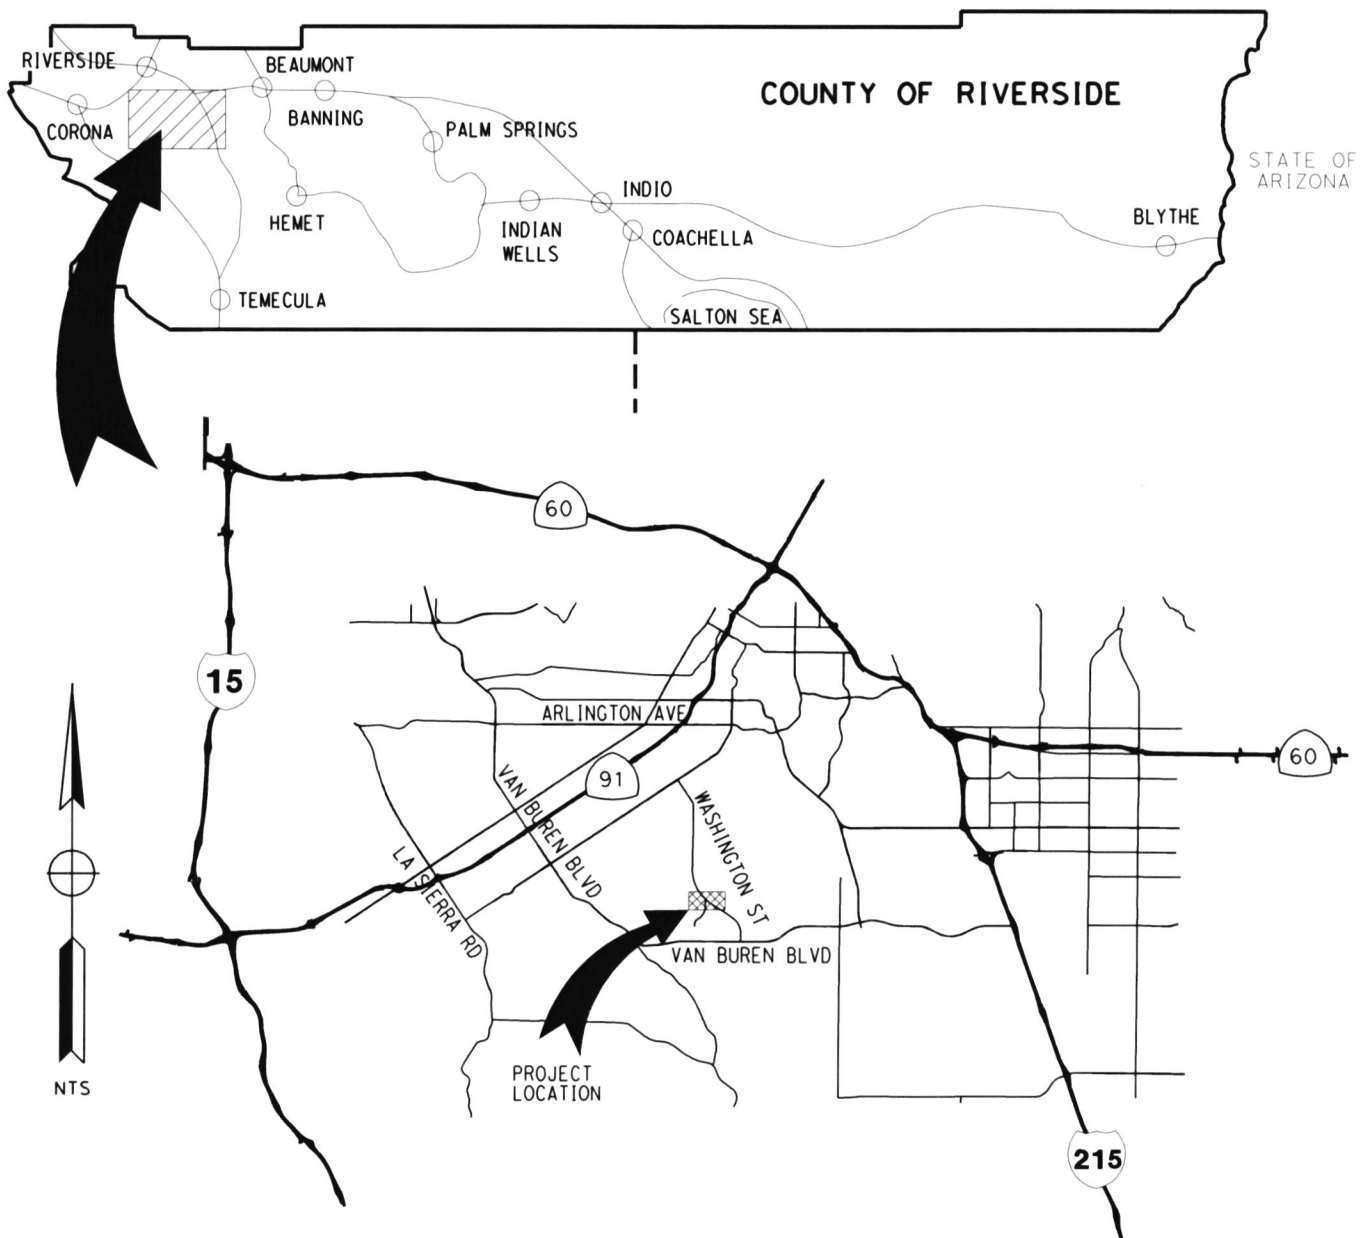 RIVERSIDE
BEAUMONT
COUNTY OF RIVERSIDE
CORONA
BANNING
PALM SPRINGS
STATE OF
ARIZONA
HEMET
INDIO
INDIAN
WELLS
COACHELLA
BLYTHE
TEMECULA
SALTON SEA
60
15
ARLINGTON AVE
91
60
VAN BUREN BLVD
WASHINGTON ST
LA SIERRA RD
VAN BUREN BLVD
PROJECT
LOCATION
NTS
215